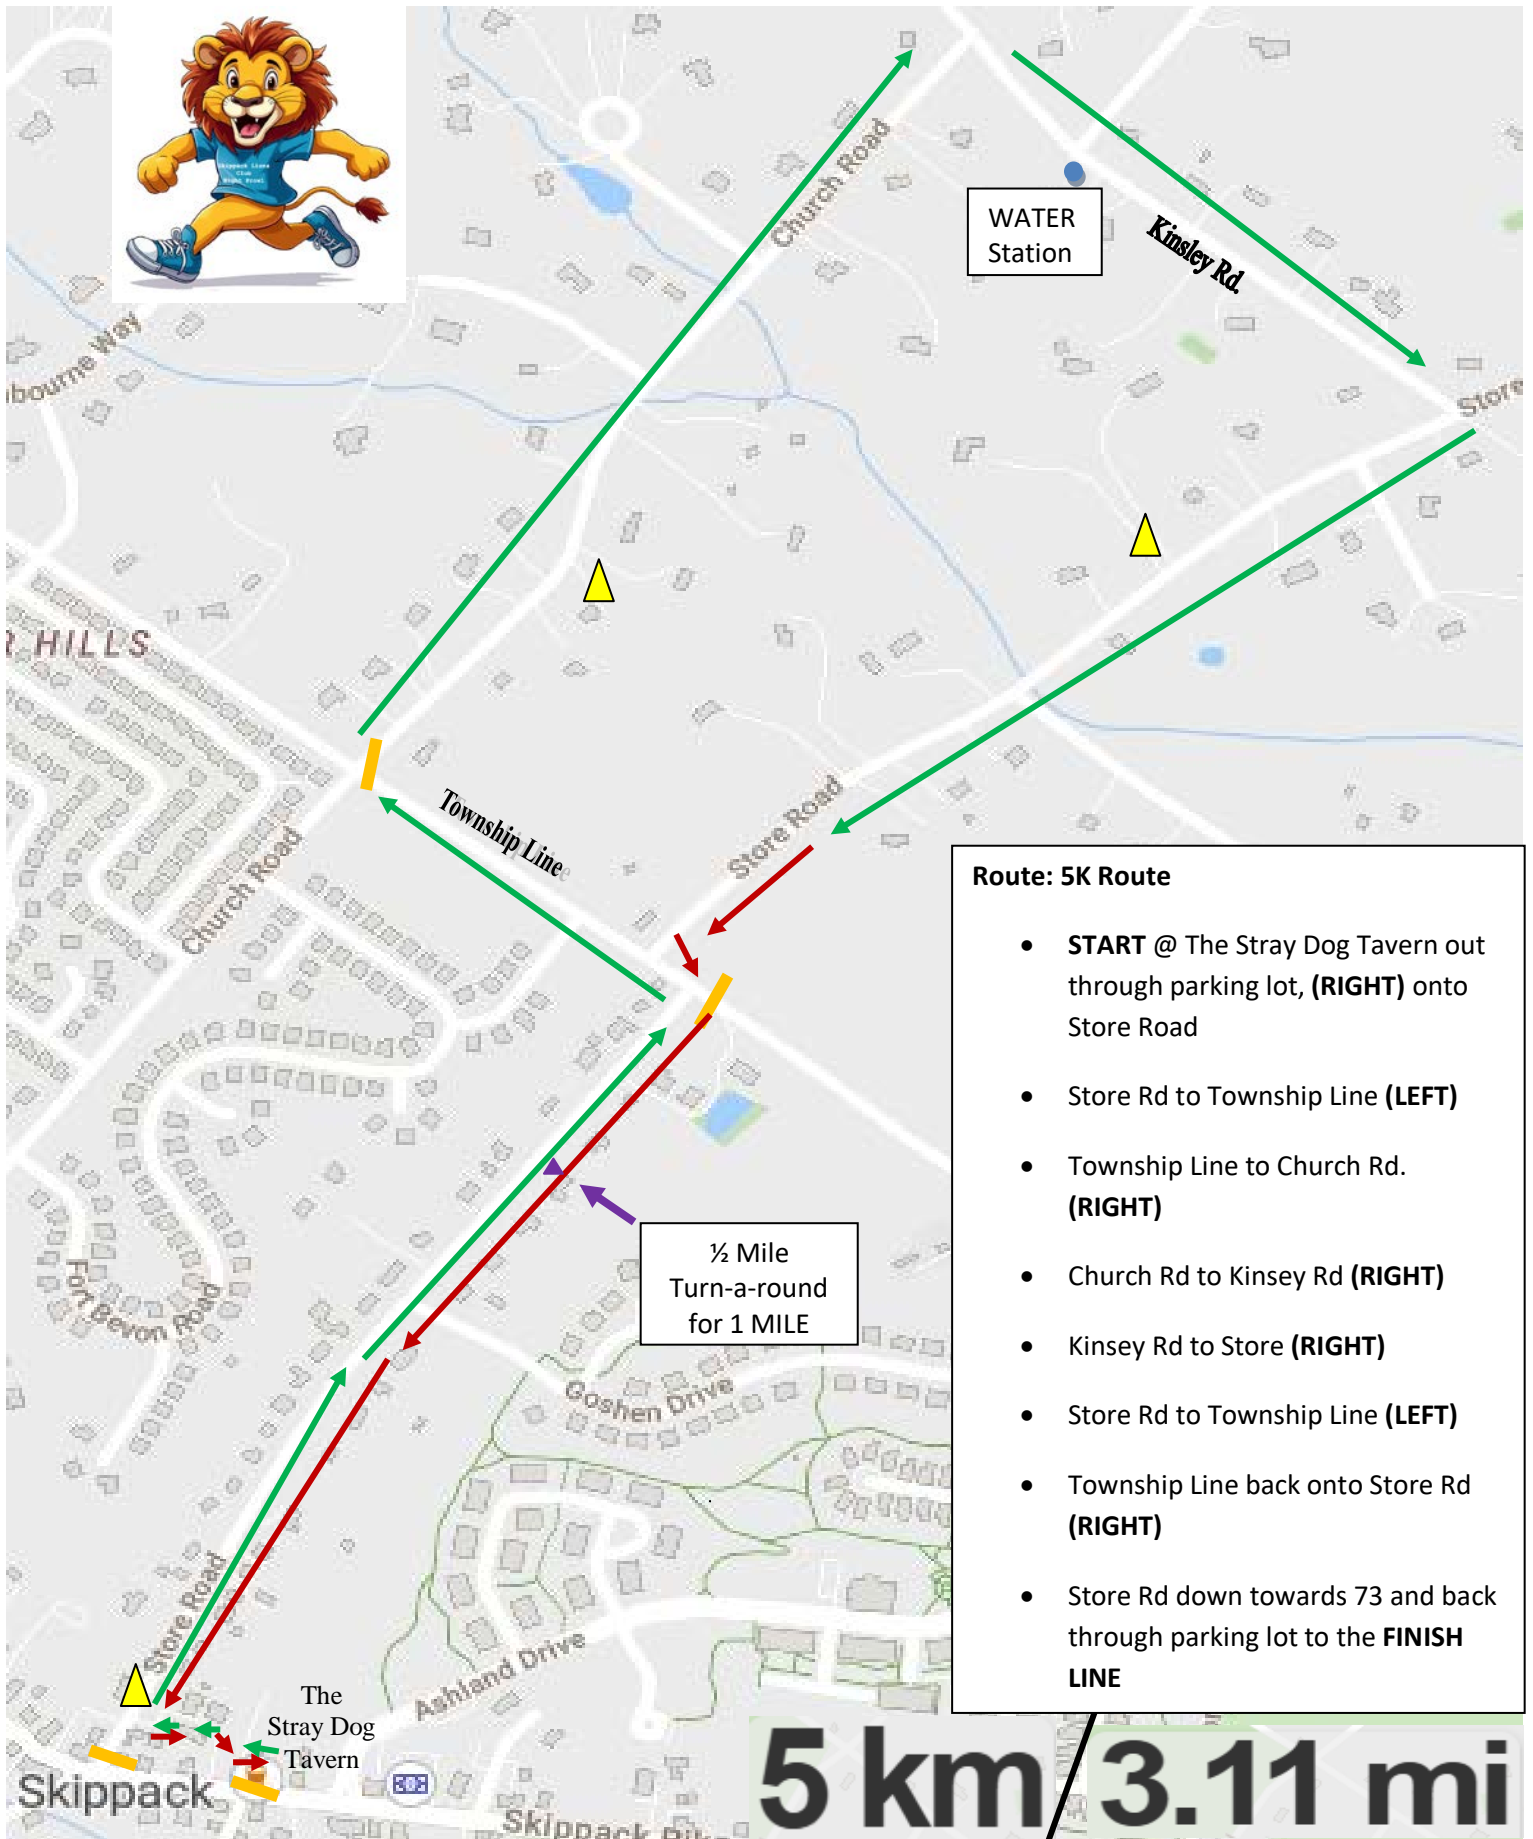 Skippack Lions
Club
Night Prowl
Church Road
WATER
Station
Kinsley Rd.
bourne Way
Store
R HILLS
Township Line
Store Road
Church Road
Route: 5K Route
• START @ The Stray Dog Tavern out
through parking lot, (RIGHT) onto
Store Road
• Store Rd to Township Line (LEFT)
• Township Line to Church Rd.
(RIGHT)
• Church Rd to Kinsey Rd (RIGHT)
• Kinsey Rd to Store (RIGHT)
• Store Rd to Township Line (LEFT)
• Township Line back onto Store Rd
(RIGHT)
• Store Rd down towards 73 and back
through parking lot to the FINISH
LINE
½ Mile
Turn-a-round
for 1 MILE
Fort Bevon Road
Goshen Drive
Store Road
Ashland Drive
The
Stray Dog
Tavern
Skippack
Skippack Pike
5 km
3.11 mi